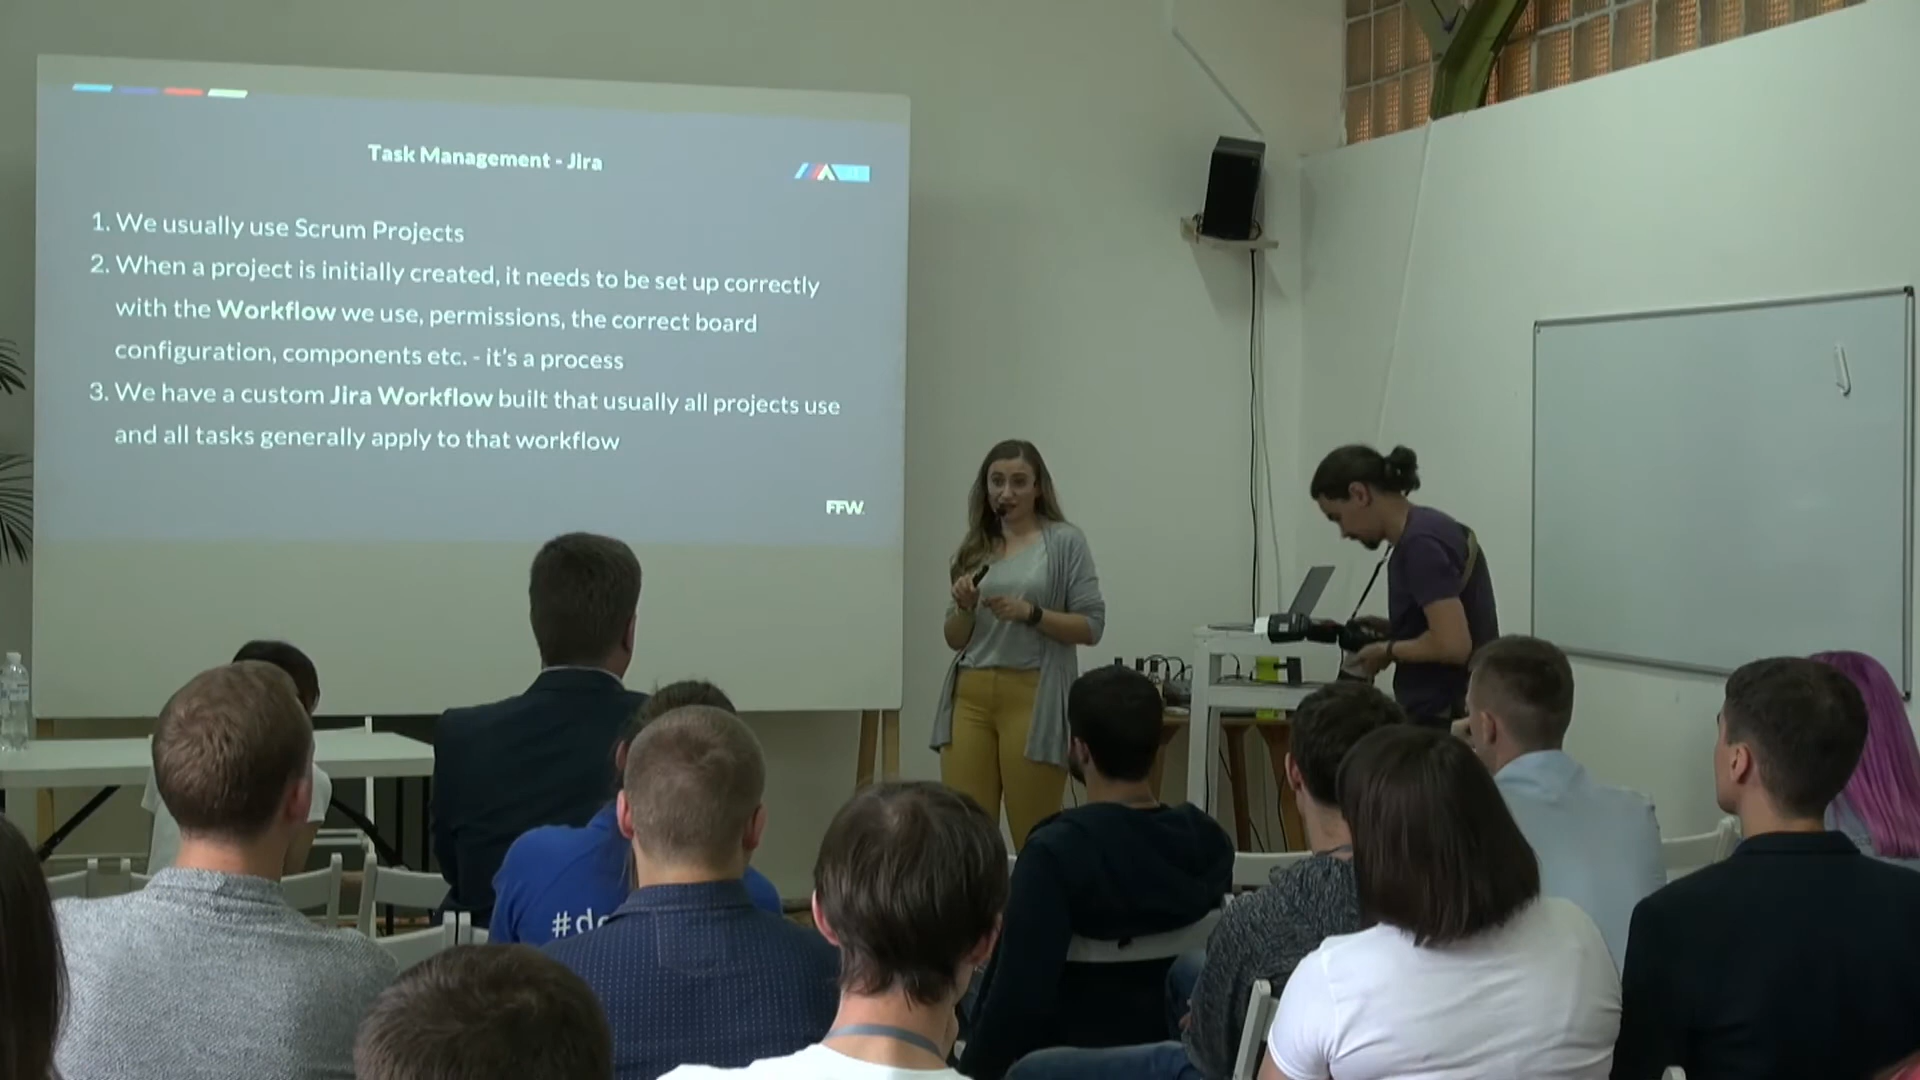 Task Management - Jira
1. We usually use Scrum Projects
2. When a project is initially created, it needs to be set up correctly
with the Workflow we use, permissions, the correct board
configuration, components etc. - it's a process
3. We have a custom Jira Workflow built that usually all projects use
and all tasks generally apply to that workflow
FFW.